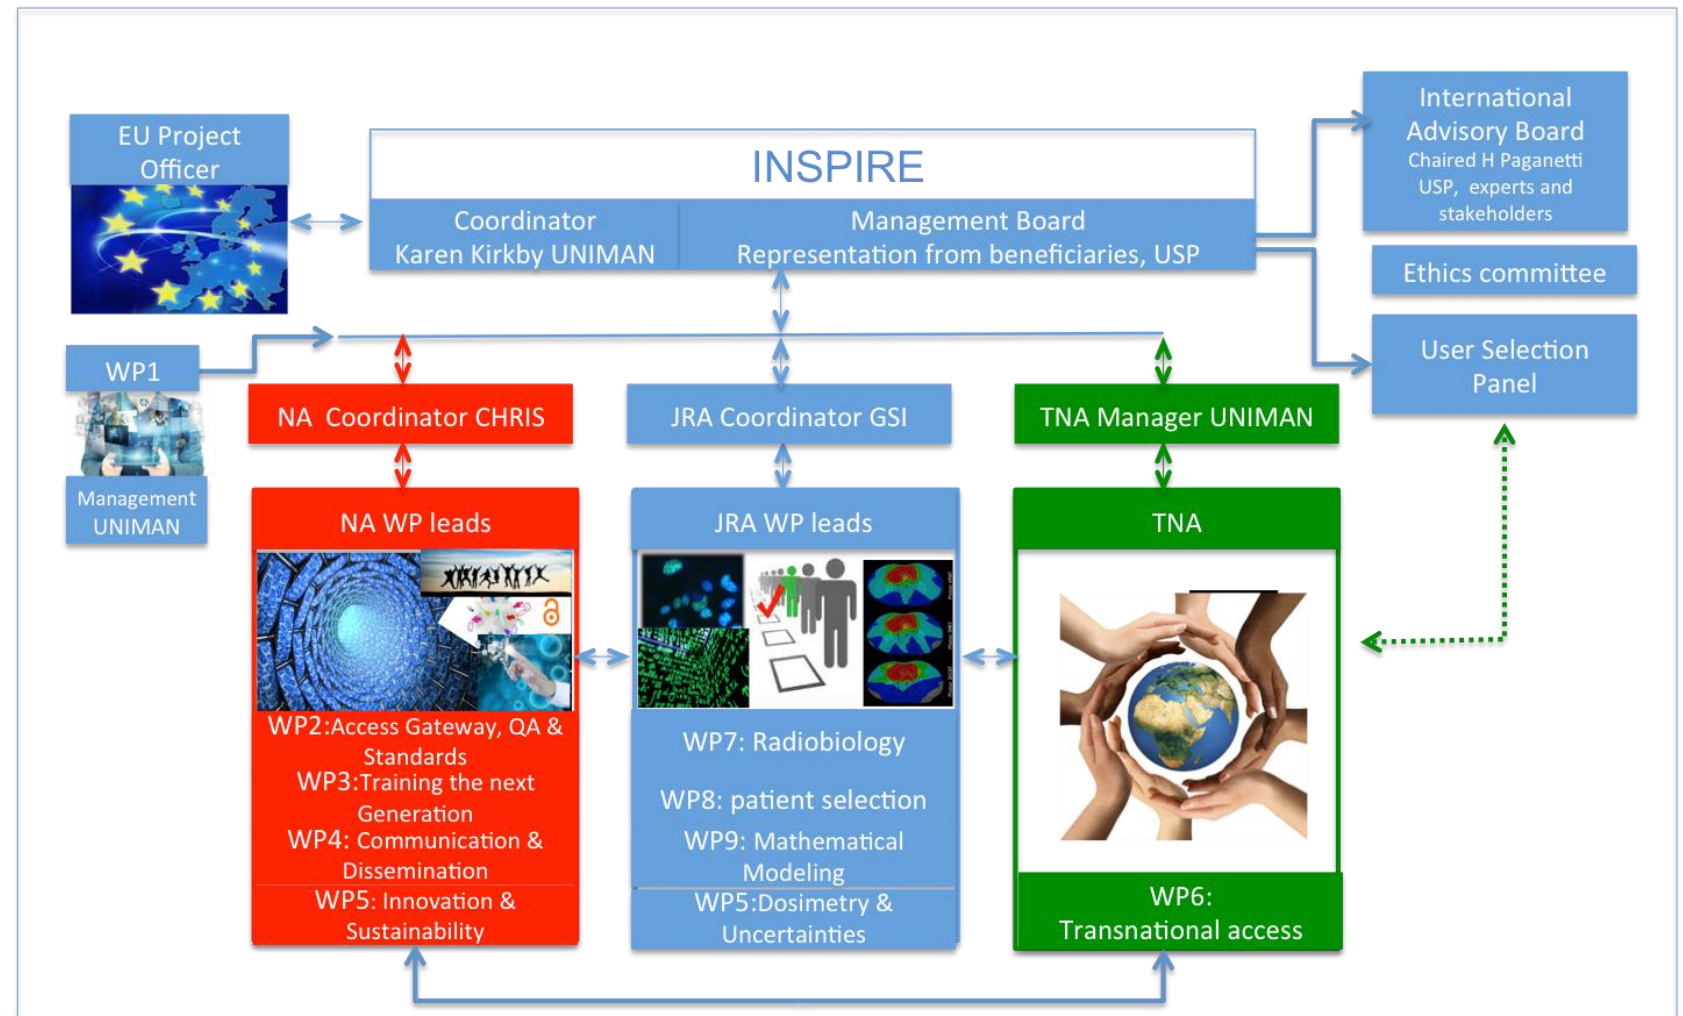 International
Advisory Board
Chaired H Paganetti
USP, experts and
stakeholders
EU Project
Officer
INSPIRE
Coordinator
Karen Kirkby UNIMAN
Management Board
Representation from beneficiaries, USP
Ethics committee
User Selection
Panel
WP1
Management
UNIMAN
NA Coordinator CHRIS
JRA Coordinator GSI
TNA Manager UNIMAN
NA WP leads
WP2:Access Gateway, QA &
Standards
WP3:Training the next
Generation
WP4: Communication &
Dissemination
WP5: Innovation &
Sustainability
JRA WP leads
WP7: Radiobiology
WP8: patient selection
WP9: Mathematical
Modeling
WP5:Dosimetry &
Uncertainties
TNA
WP6:
Transnational access